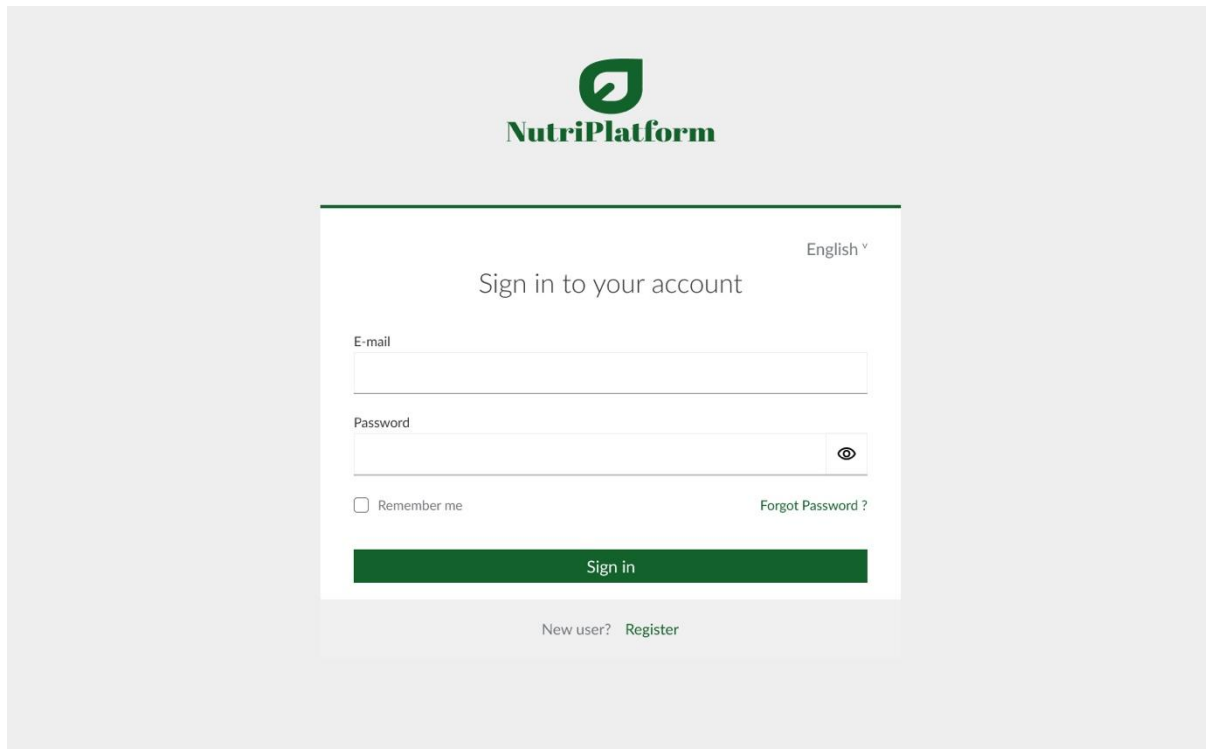 NutriPlatform
English ˅
Sign in to your account
E-mail
Password
Remember me
Forgot Password ?
Sign in
New user? Register